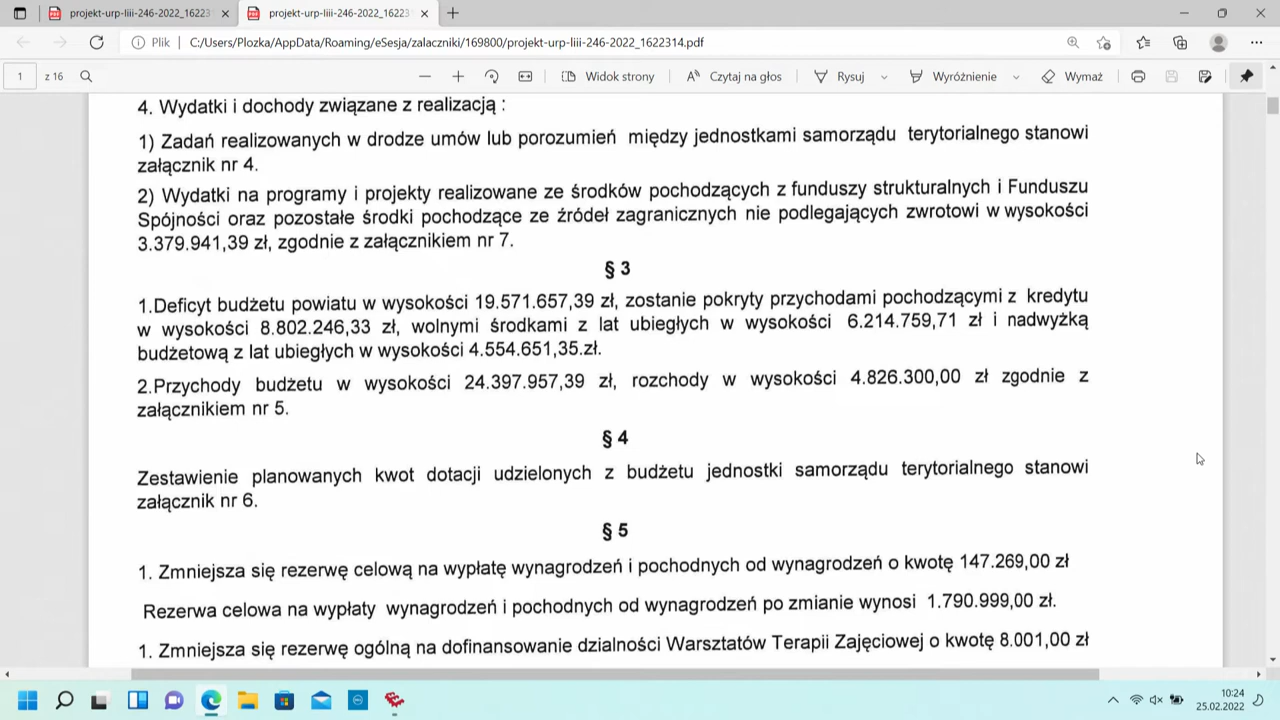 projekt-urp-liii-246-2022_16223
projekt-urp-liii-246-2022_16223
Plik
C:/Users/Plozka/AppData/Roaming/eSesja/zalaczniki/169800/projekt-urp-liii-246-2022_1622314.pdf
1 z 16
Widok strony
Czytaj na głos
Rysuj
Wyróżnienie
Wymaż
4. Wydatki i dochody związane z realizacją :
1) Zadań realizowanych w drodze umów lub porozumień między jednostkami samorządu terytorialnego stanowi
załącznik nr 4.
2) Wydatki na programy i projekty realizowane ze środków pochodzących z funduszy strukturalnych i Funduszu
Spójności oraz pozostałe środki pochodzące ze źródeł zagranicznych nie podlegających zwrotowi w wysokości
3.379.941,39 zł, zgodnie z załącznikiem nr 7.
§ 3
1.Deficyt budżetu powiatu w wysokości 19.571.657,39 zł, zostanie pokryty przychodami pochodzącymi z kredytu
w wysokości 8.802.246,33 zł, wolnymi środkami z lat ubiegłych w wysokości 6.214.759,71 zł i nadwyżką
budżetową z lat ubiegłych w wysokości 4.554.651,35.zł.
2.Przychody budżetu w wysokości 24.397.957,39 zł, rozchody w wysokości 4.826.300,00 zł zgodnie z
załącznikiem nr 5.
§ 4
Zestawienie planowanych kwot dotacji udzielonych z budżetu jednostki samorządu terytorialnego stanowi
załącznik nr 6.
§ 5
1. Zmniejsza się rezerwę celową na wypłatę wynagrodzeń i pochodnych od wynagrodzeń o kwotę 147.269,00 zł
Rezerwa celowa na wypłaty wynagrodzeń i pochodnych od wynagrodzeń po zmianie wynosi 1.790.999,00 zł.
1. Zmniejsza się rezerwę ogólną na dofinansowanie dzialności Warsztatów Terapii Zajęciowej o kwotę 8.001,00 zł
10:24
25.02.2022